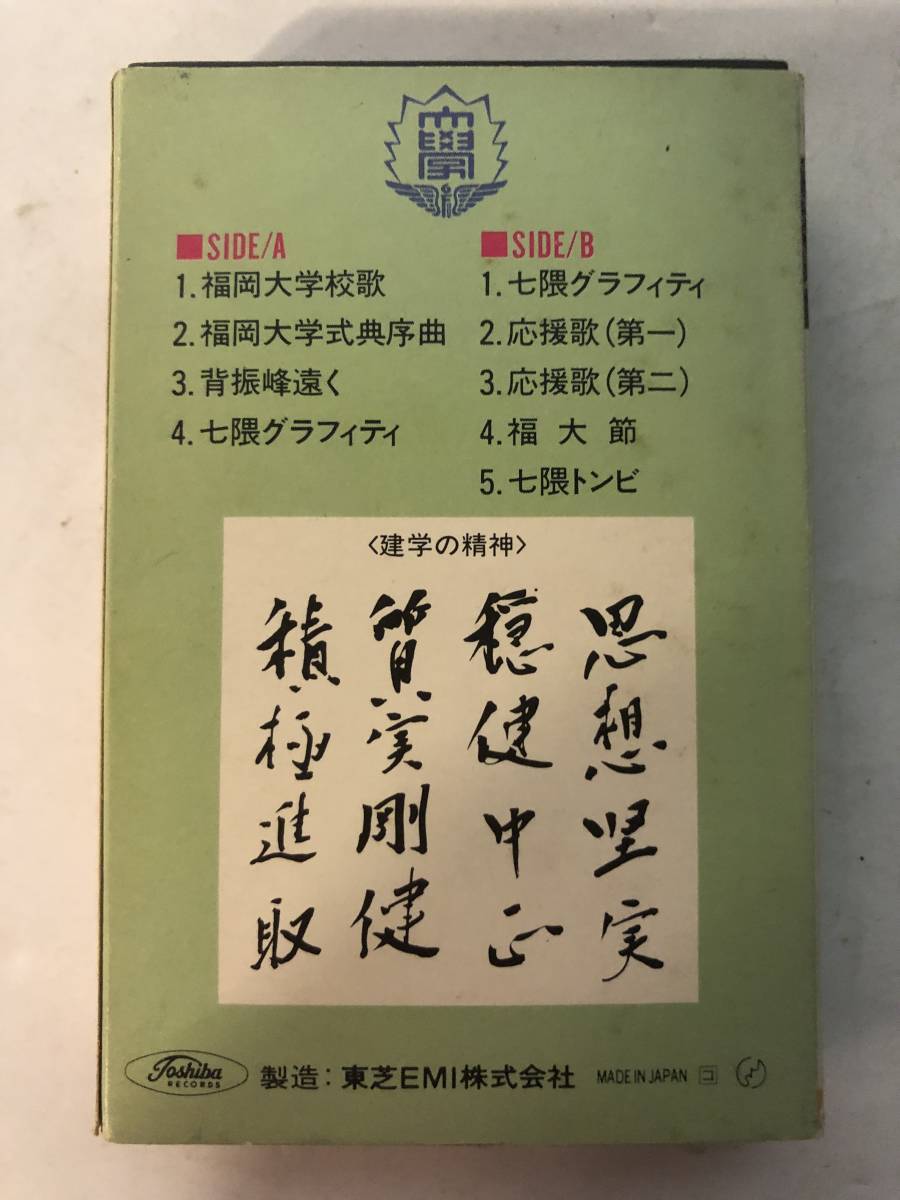 大學
■SIDE/A
1.福岡大学校歌
2.福岡大学式典序曲
3.背振峰遠く
4.七隈グラフィティ
■SIDE/B
1.七隈グラフィティ
2.応援歌(第一)
3.応援歌(第二)
4.福大節
5.七隈トンビ
〈建学の精神〉
思想堅実
穏健中正
質実剛健
積極進取
Toshiba
RECORDS
製造:東芝EMI株式会社 MADE IN JAPAN コ